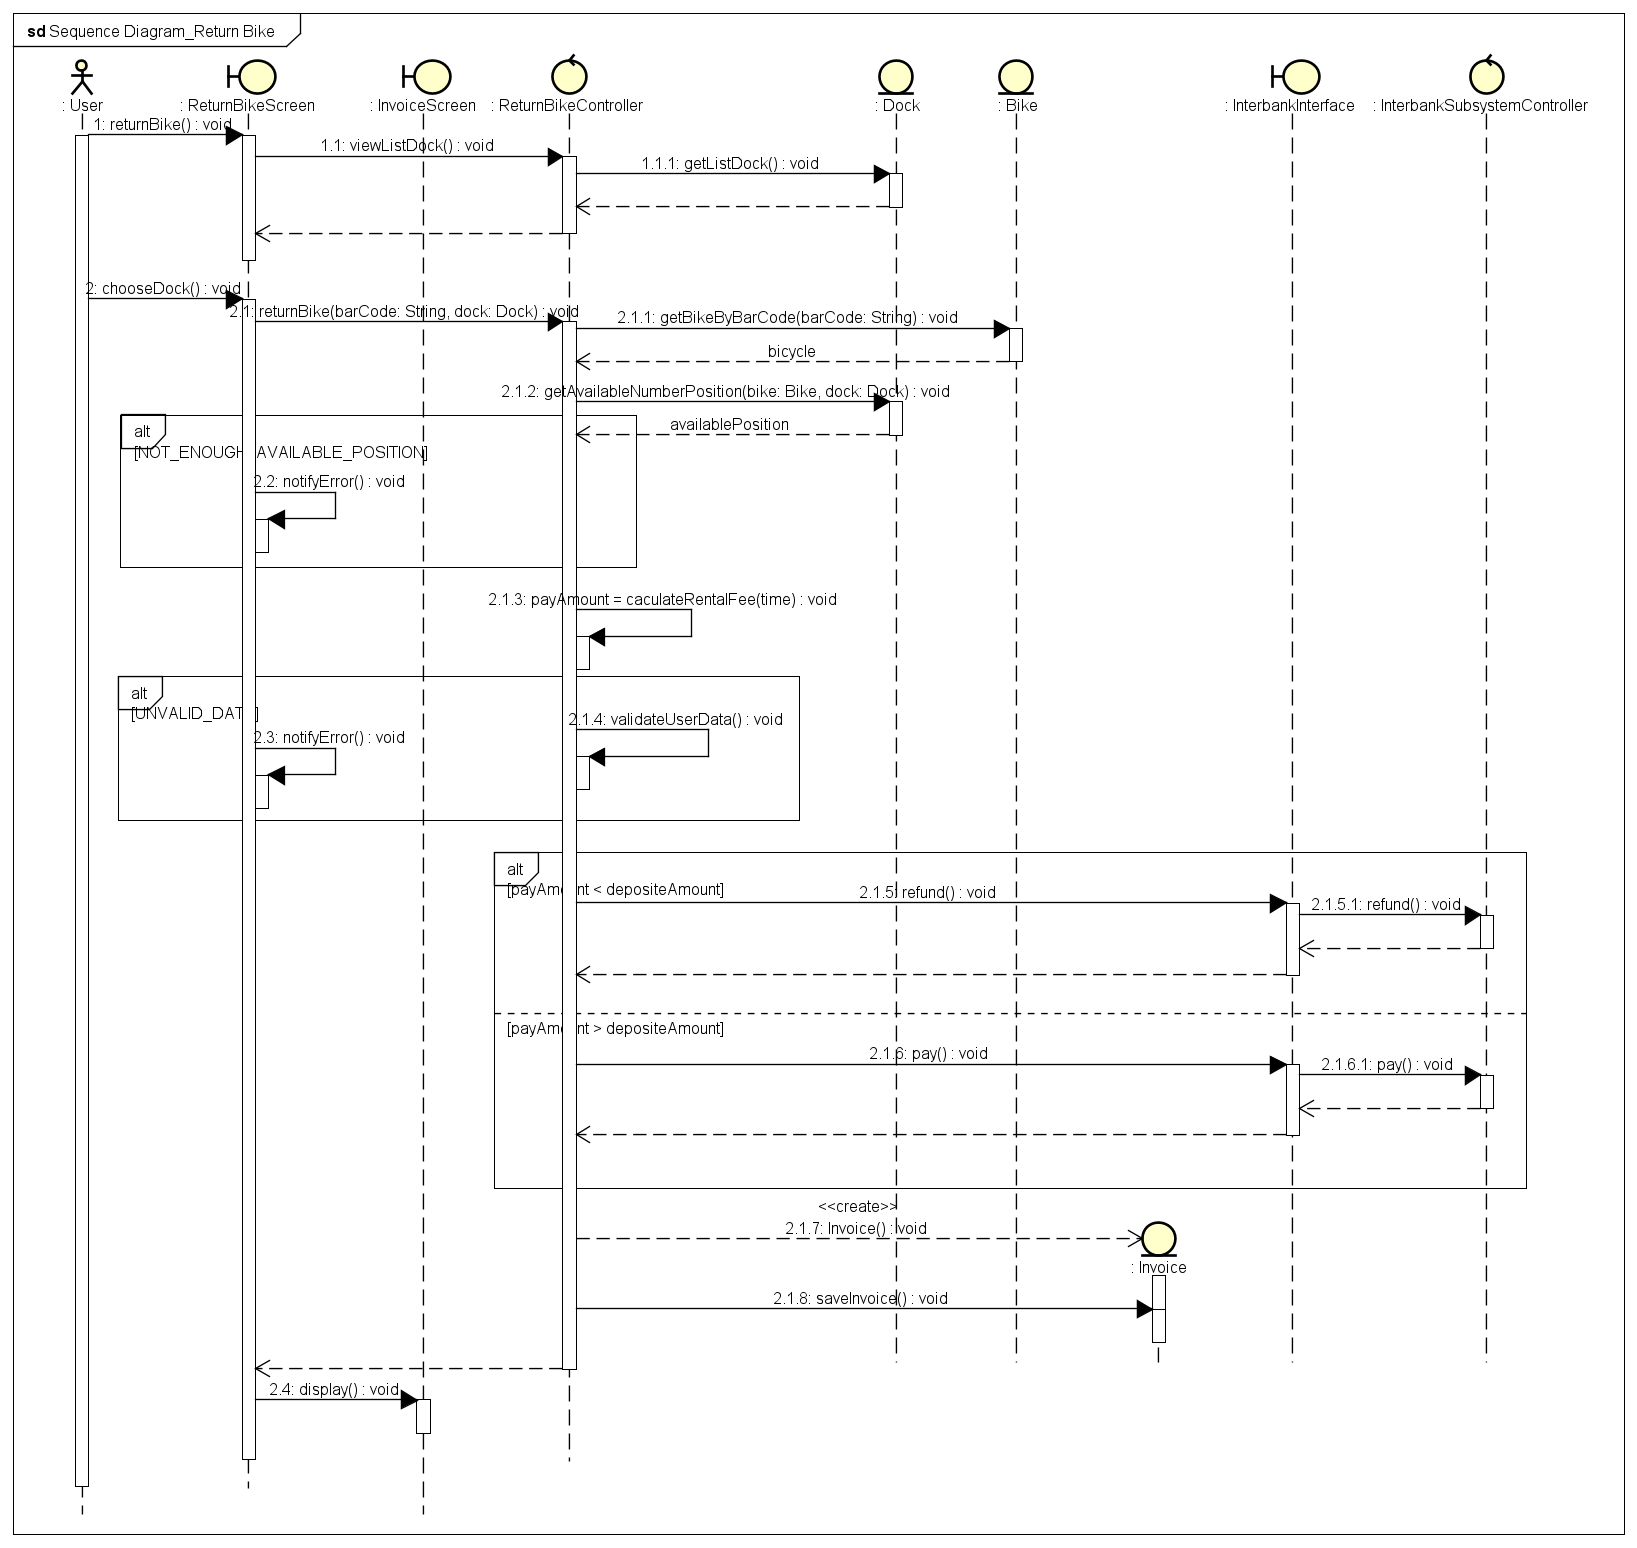 sd Sequence Diagram_Return Bike
: User
: ReturnBikeScreen
: InvoiceScreen
: ReturnBikeController
: Dock
: Bike
: InterbankInterface
: InterbankSubsystemController
1: returnBike() : void
1.1: viewListDock() : void
1.1.1: getListDock() : void
2: chooseDock() : void
2.1: returnBike(barCode: String, dock: Dock) : void
2.1.1: getBikeByBarCode(barCode: String) : void
bicycle
2.1.2: getAvailableNumberPosition(bike: Bike, dock: Dock) : void
availablePosition
alt
[NOT_ENOUGH_AVAILABLE_POSITION]
2.2: notifyError() : void
2.1.3: payAmount = caculateRentalFee(time) : void
alt
[UNVALID_DATA]
2.1.4: validateUserData() : void
2.3: notifyError() : void
alt
[payAmount < depositeAmount]
2.1.5: refund() : void
2.1.5.1: refund() : void
[payAmount > depositeAmount]
2.1.6: pay() : void
2.1.6.1: pay() : void
<<create>>
2.1.7: Invoice() : void
: Invoice
2.1.8: saveInvoice() : void
2.4: display() : void